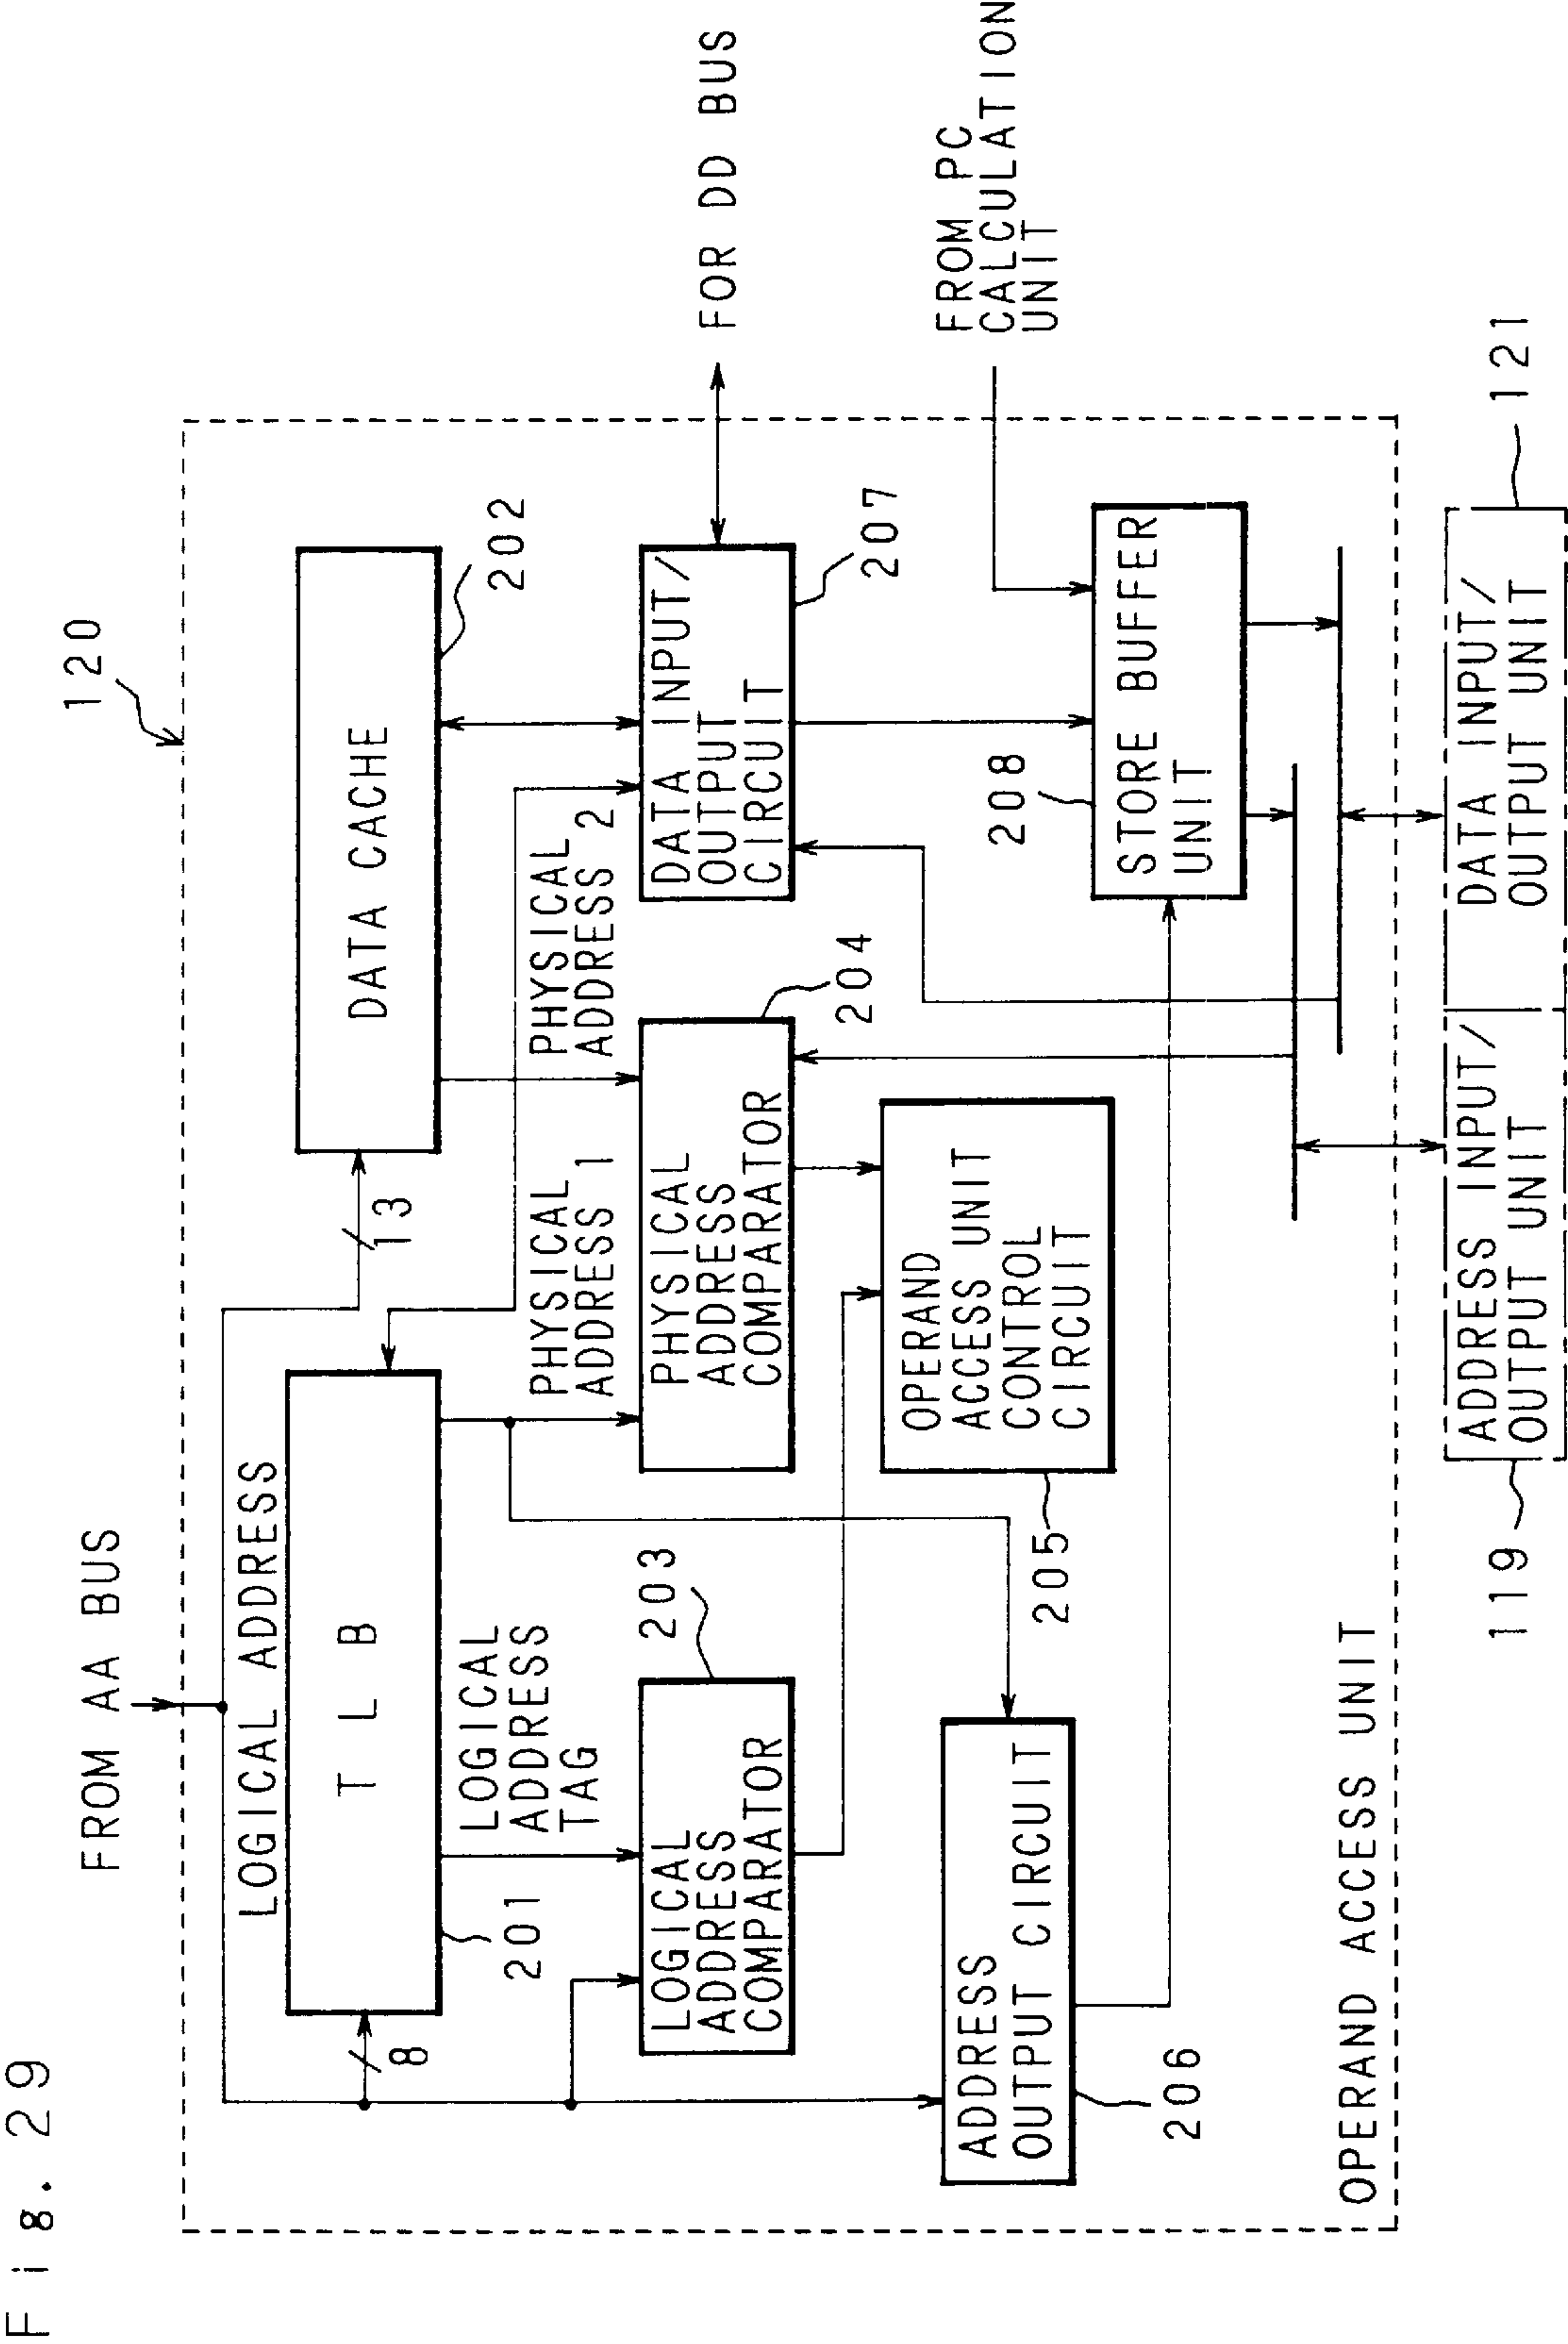 Fig. 29
FROM AA BUS
120
LOGICAL ADDRESS
T L B
8
201
13
DATA CACHE
202
LOGICAL
ADDRESS
TAG
PHYSICAL
ADDRESS 1
PHYSICAL
ADDRESS 2
203
LOGICAL
ADDRESS
COMPARATOR
PHYSICAL
ADDRESS
COMPARATOR
204
DATA INPUT/
OUTPUT
CIRCUIT
207
FOR DD BUS
ADDRESS
OUTPUT CIRCUIT
206
OPERAND
ACCESS UNIT
CONTROL
CIRCUIT
205
208
STORE BUFFER
UNIT
FROM PC
CALCULATION
UNIT
OPERAND ACCESS UNIT
119
ADDRESS INPUT/
OUTPUT UNIT
DATA INPUT/
OUTPUT UNIT
121